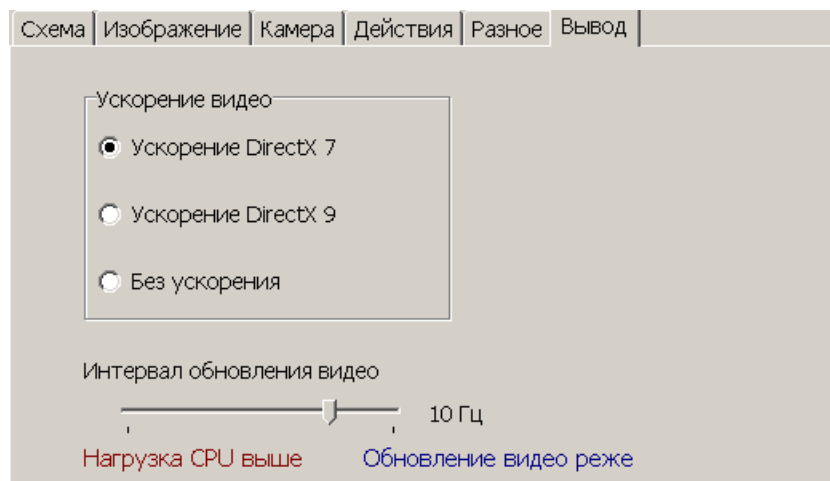 Схема Изображение Камера Действия Разное Вывод
Ускорение видео
Ускорение DirectX 7
Ускорение DirectX 9
Без ускорения
Интервал обновления видео
10 Гц
Нагрузка CPU выше Обновление видео реже